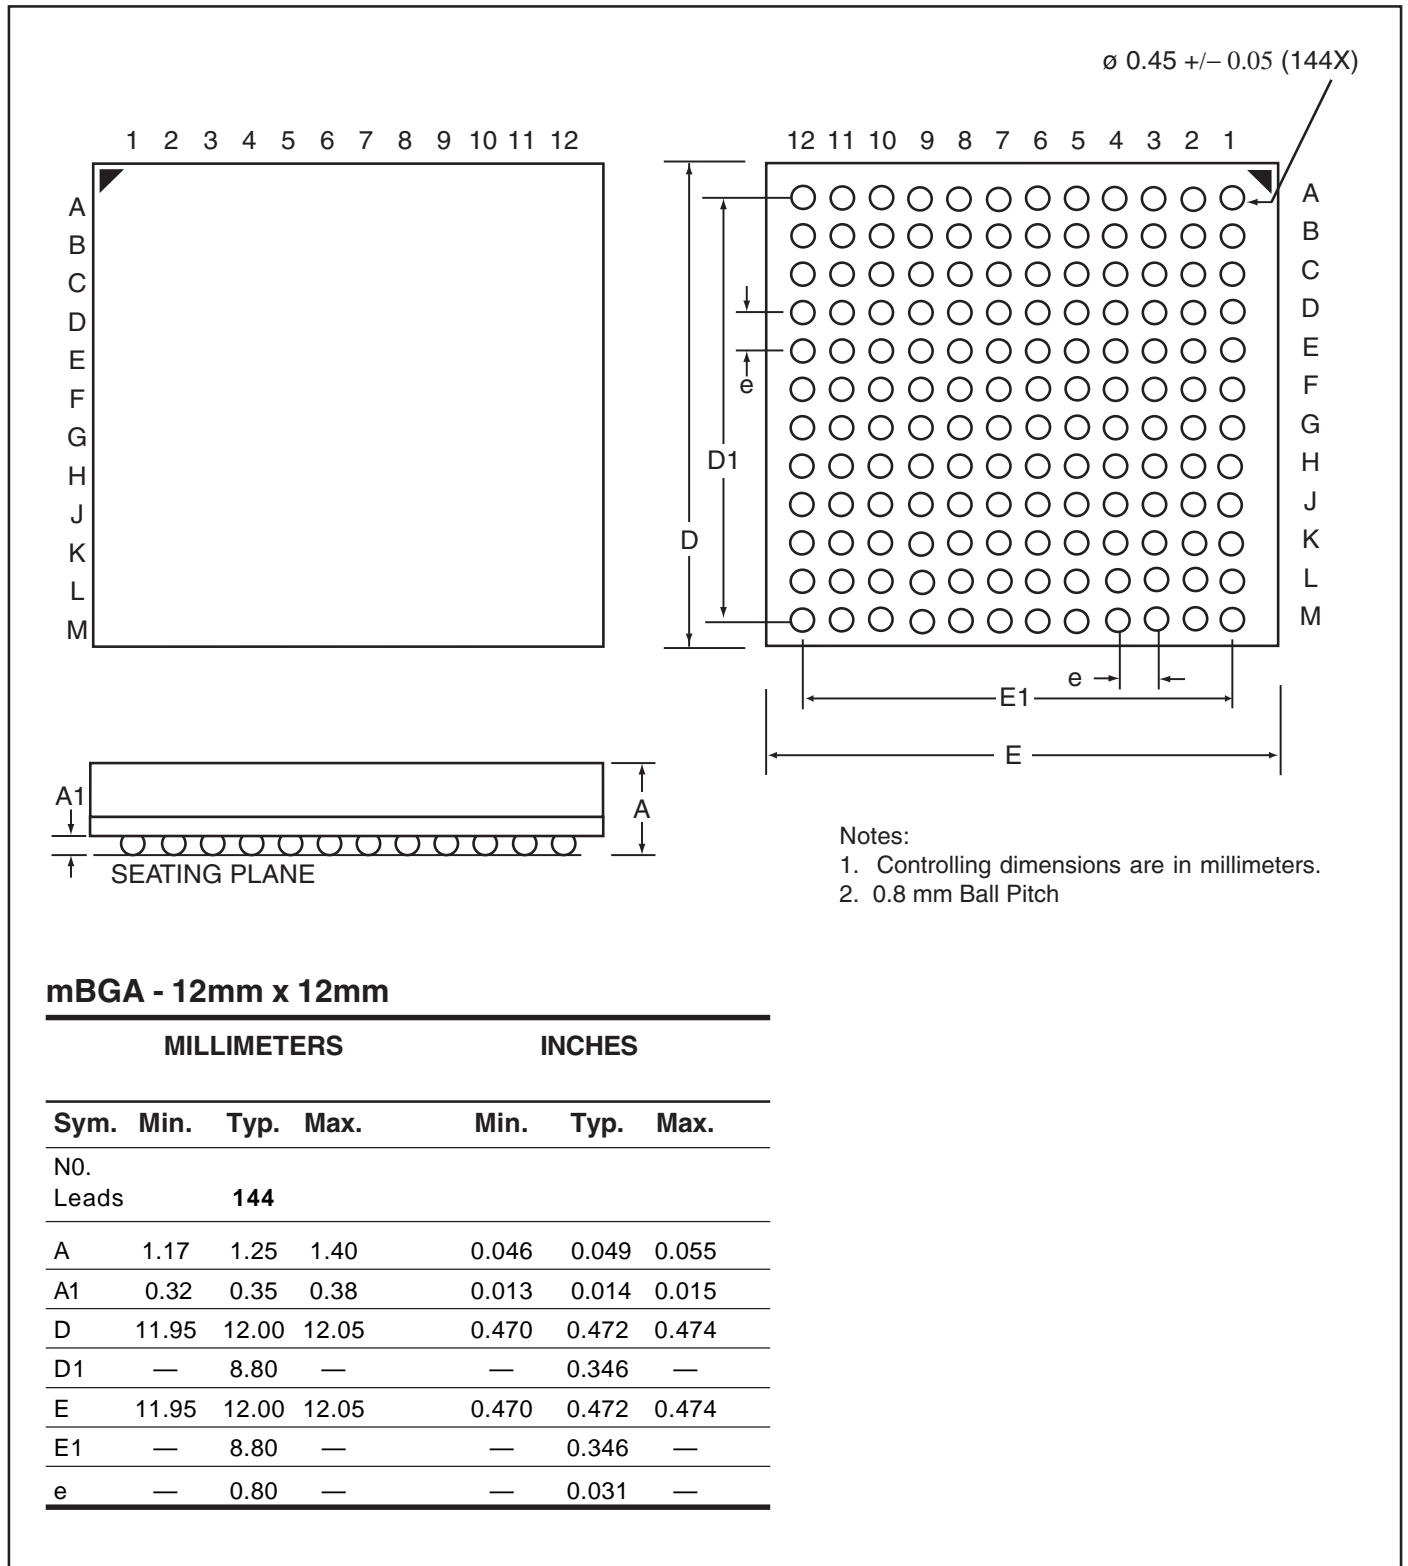 ø 0.45 +/– 0.05 (144X)
1 2 3 4 5 6 7 8 9 10 11 12
A
B
C
D
E
F
G
H
J
K
L
M
12 11 10 9 8 7 6 5 4 3 2 1
A
B
C
D
E
F
G
H
J
K
L
M
e
D1
D
e
E1
E
A1
A
SEATING PLANE
Notes:
1. Controlling dimensions are in millimeters.
2. 0.8 mm Ball Pitch
mBGA - 12mm x 12mm
MILLIMETERS INCHES
Sym. Min. Typ. Max. Min. Typ. Max.
N0.
Leads 144
A 1.17 1.25 1.40 0.046 0.049 0.055
A1 0.32 0.35 0.38 0.013 0.014 0.015
D 11.95 12.00 12.05 0.470 0.472 0.474
D1 — 8.80 — — 0.346 —
E 11.95 12.00 12.05 0.470 0.472 0.474
E1 — 8.80 — — 0.346 —
e — 0.80 — — 0.031 —